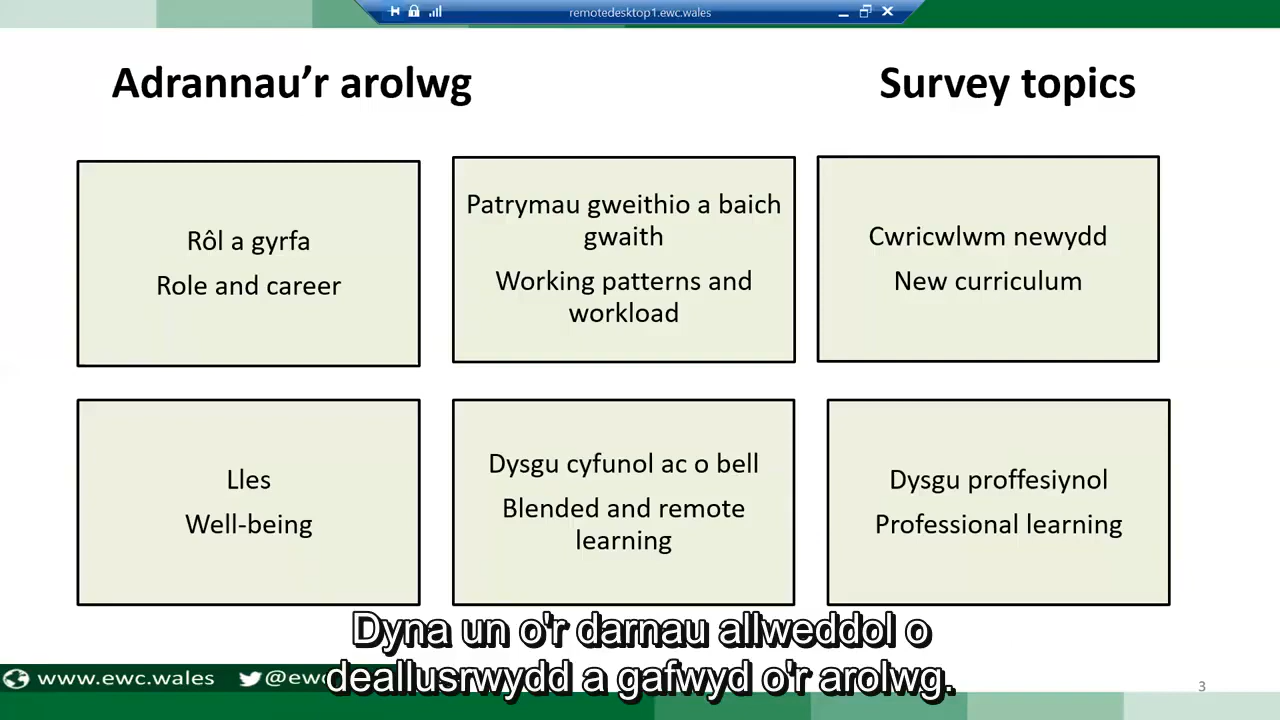 remotedesktop1.ewc.wales
Adrannau’r arolwg
Survey topics
Rôl a gyrfa
Role and career
Patrymau gweithio a baich
gwaith
Working patterns and
workload
Cwricwlwm newydd
New curriculum
Lles
Well-being
Dysgu cyfunol ac o bell
Blended and remote
learning
Dysgu proffesiynol
Professional learning
Dyna un o'r darnau allweddol o
deallusrwydd a gafwyd o'r arolwg.
www.ewc.wales
3